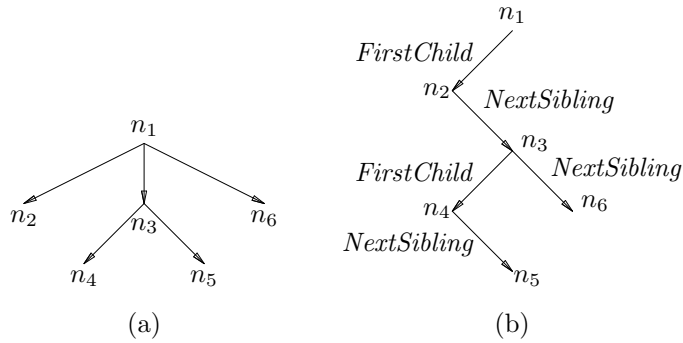 n1
FirstChild
n2
NextSibling
n1
n3
FirstChild
NextSibling
n2
n3
n6
n4
n6
NextSibling
n4
n5
n5
(a)
(b)